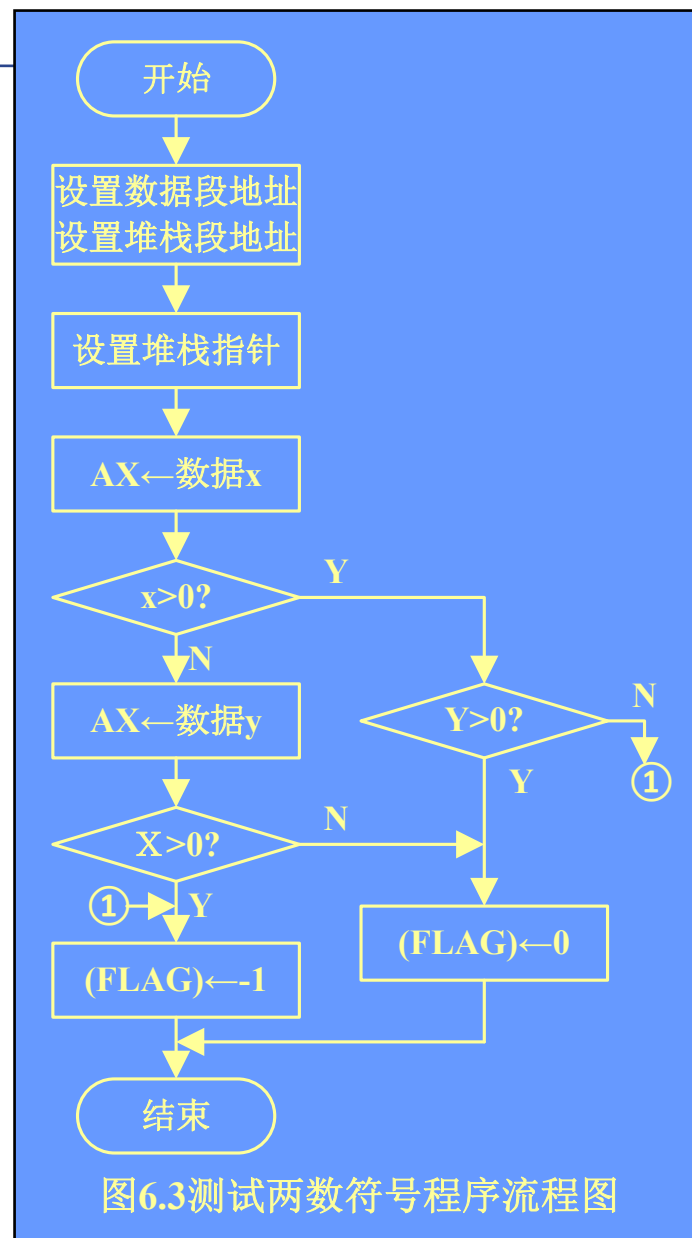 开始
设置数据段地址
设置堆栈段地址
设置堆栈指针
AX←数据x
x>0?
Y
N
AX←数据y
Y>0?
N
①
Y
X>0?
N
①
Y
(FLAG)←0
(FLAG)←-1
结束
图6.3测试两数符号程序流程图